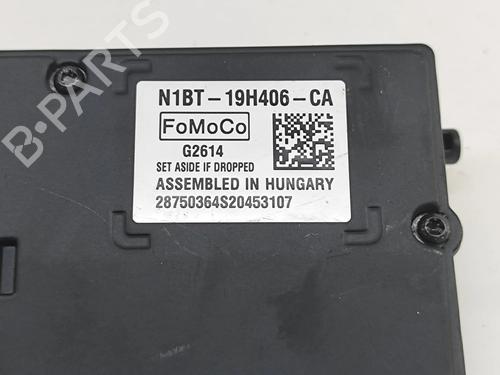 N1BT-19H406-CA
FoMoCo
G2614
SET ASIDE IF DROPPED
ASSEMBLED IN HUNGARY
28750364S20453107
B-PARTS